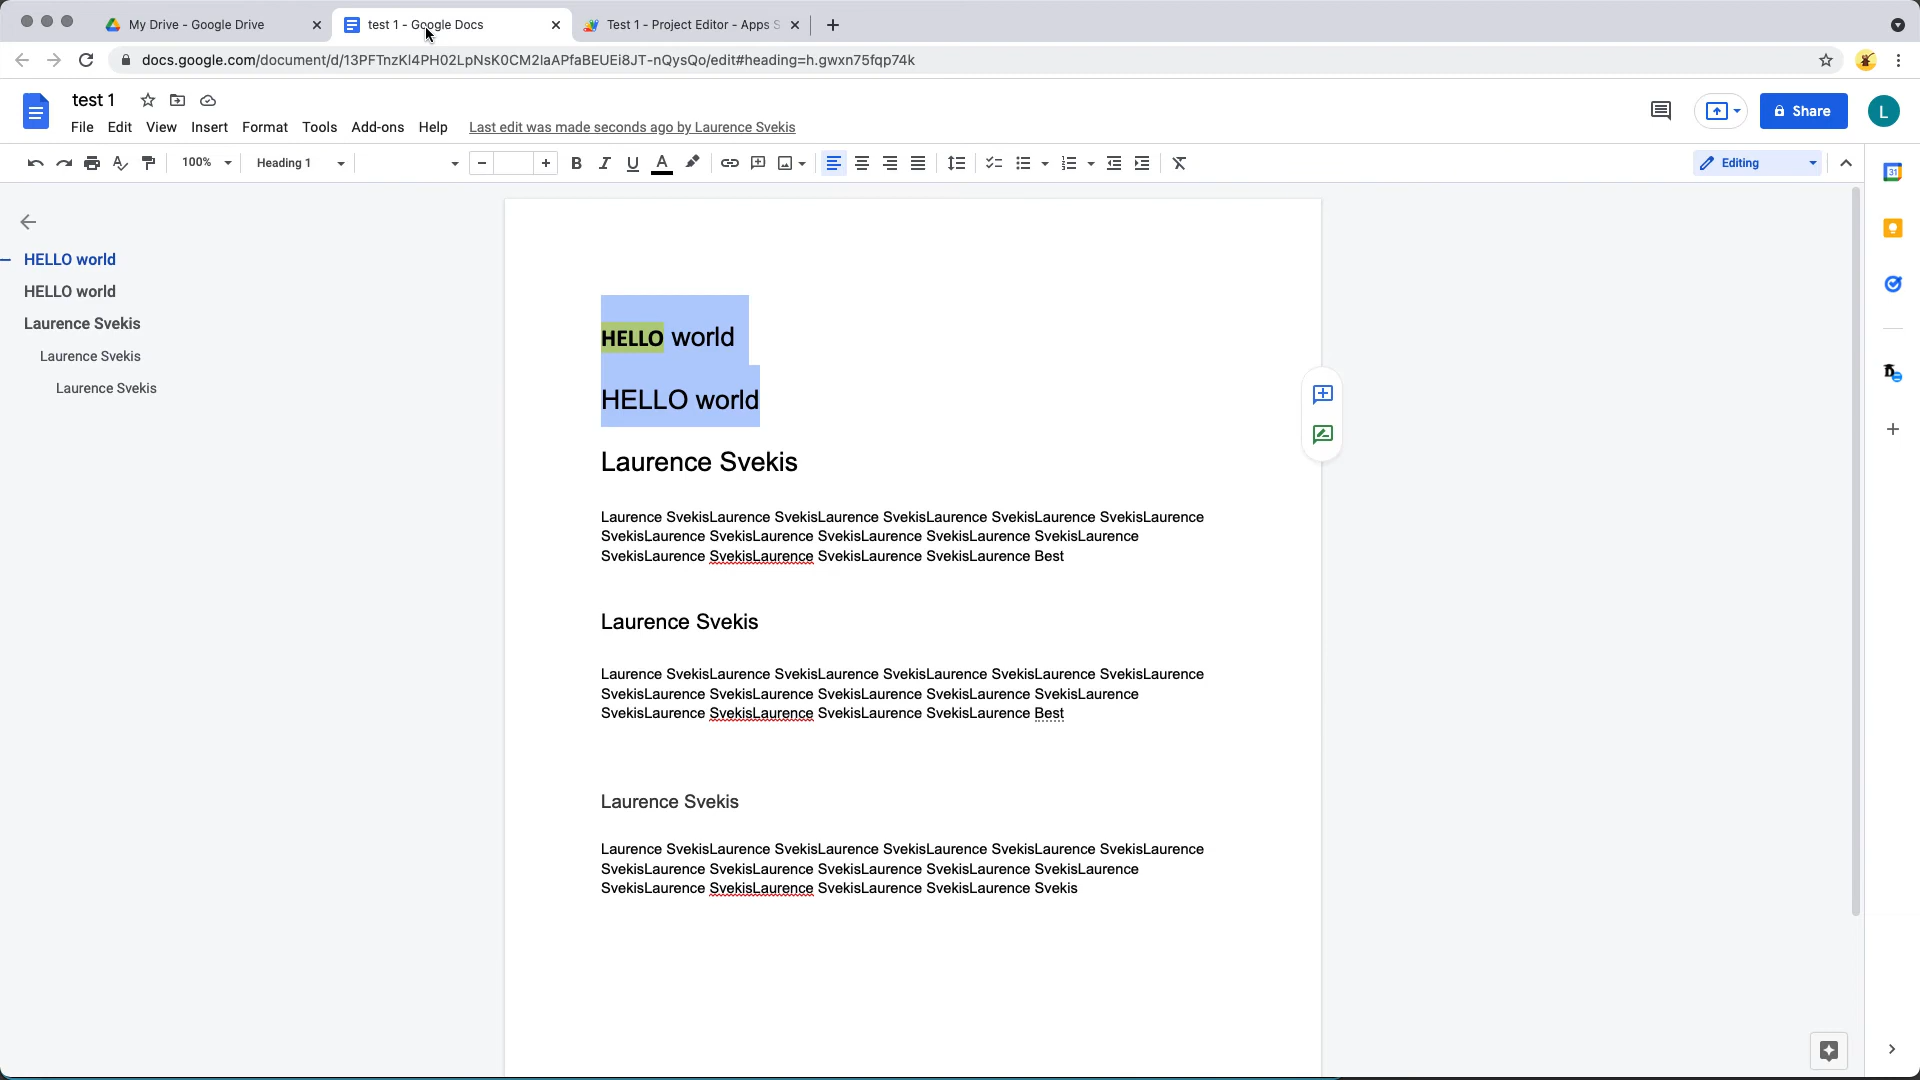 My Drive - Google Drive
test 1 - Google Docs
Test 1 - Project Editor - Apps S
docs.google.com/document/d/13PFTnzKl4PH02LpNsK0CM2IaAPfaBEUEi8JT-nQysQo/edit#heading=h.gwxn75fqp74k
test 1
File Edit View Insert Format Tools Add-ons Help Last edit was made seconds ago by Laurence Svekis
Share
L
100% Heading 1
B I U A
Editing
31
HELLO world
HELLO world
Laurence Svekis
Laurence Svekis
Laurence Svekis
HELLO world
HELLO world
Laurence Svekis
Laurence SvekisLaurence SvekisLaurence SvekisLaurence SvekisLaurence SvekisLaurence
SvekisLaurence SvekisLaurence SvekisLaurence SvekisLaurence SvekisLaurence
SvekisLaurence SvekisLaurence SvekisLaurence SvekisLaurence Best
Laurence Svekis
Laurence SvekisLaurence SvekisLaurence SvekisLaurence SvekisLaurence SvekisLaurence
SvekisLaurence SvekisLaurence SvekisLaurence SvekisLaurence SvekisLaurence
SvekisLaurence SvekisLaurence SvekisLaurence SvekisLaurence Best
Laurence Svekis
Laurence SvekisLaurence SvekisLaurence SvekisLaurence SvekisLaurence SvekisLaurence
SvekisLaurence SvekisLaurence SvekisLaurence SvekisLaurence SvekisLaurence
SvekisLaurence SvekisLaurence SvekisLaurence SvekisLaurence Svekis